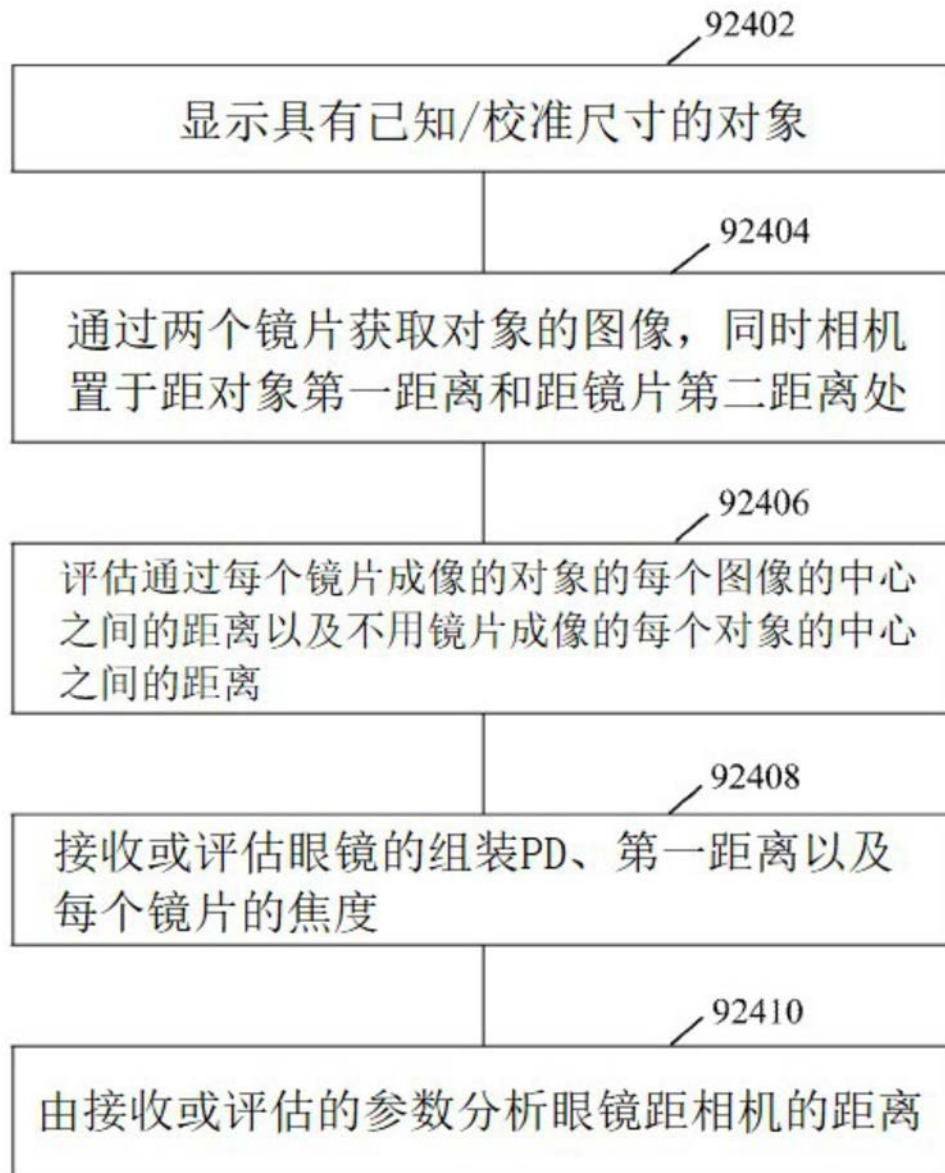 92402
显示具有已知/校准尺寸的对象
92404
通过两个镜片获取对象的图像，同时相机
置于距对象第一距离和距镜片第二距离处
92406
评估通过每个镜片成像的对象的每个图像的中心
之间的距离以及不用镜片成像的每个对象的中心
之间的距离
92408
接收或评估眼镜的组装PD、第一距离以及
每个镜片的焦度
92410
由接收或评估的参数分析眼镜距相机的距离